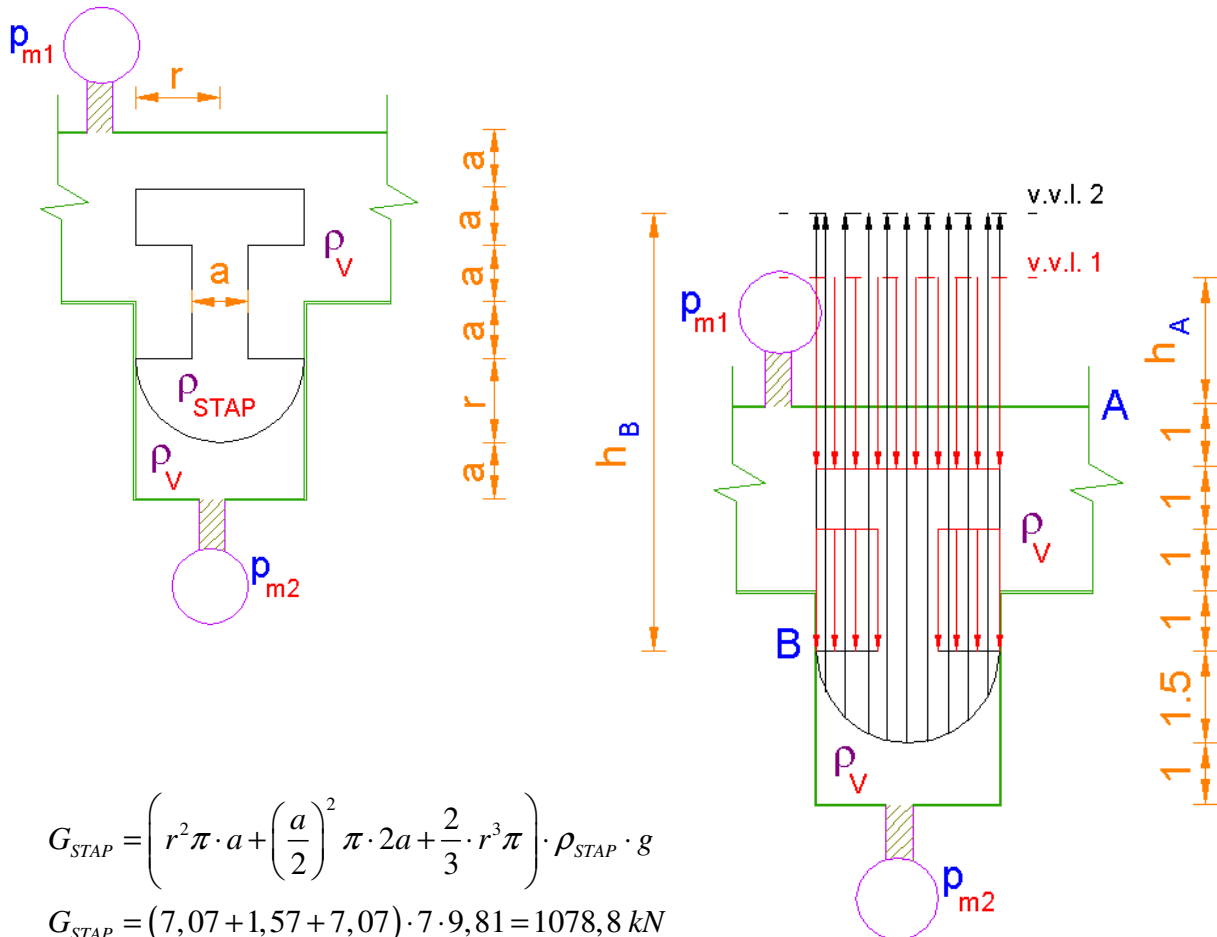 p_m1
r
a
a
ρ_V
a
a
a
ρ_STAP
r
ρ_V
a
p_m2
v.v.l. 2
v.v.l. 1
p_m1
h_A
A
h_B
1
1
ρ_V
1
1
B
1.5
ρ_V
1
p_m2
G_STAP = ( r²π · a + (a/2)² π · 2a + 2/3 · r³π ) · ρ_STAP · g
G_STAP = (7,07 + 1,57 + 7,07) · 7 · 9,81 = 1078,8 kN